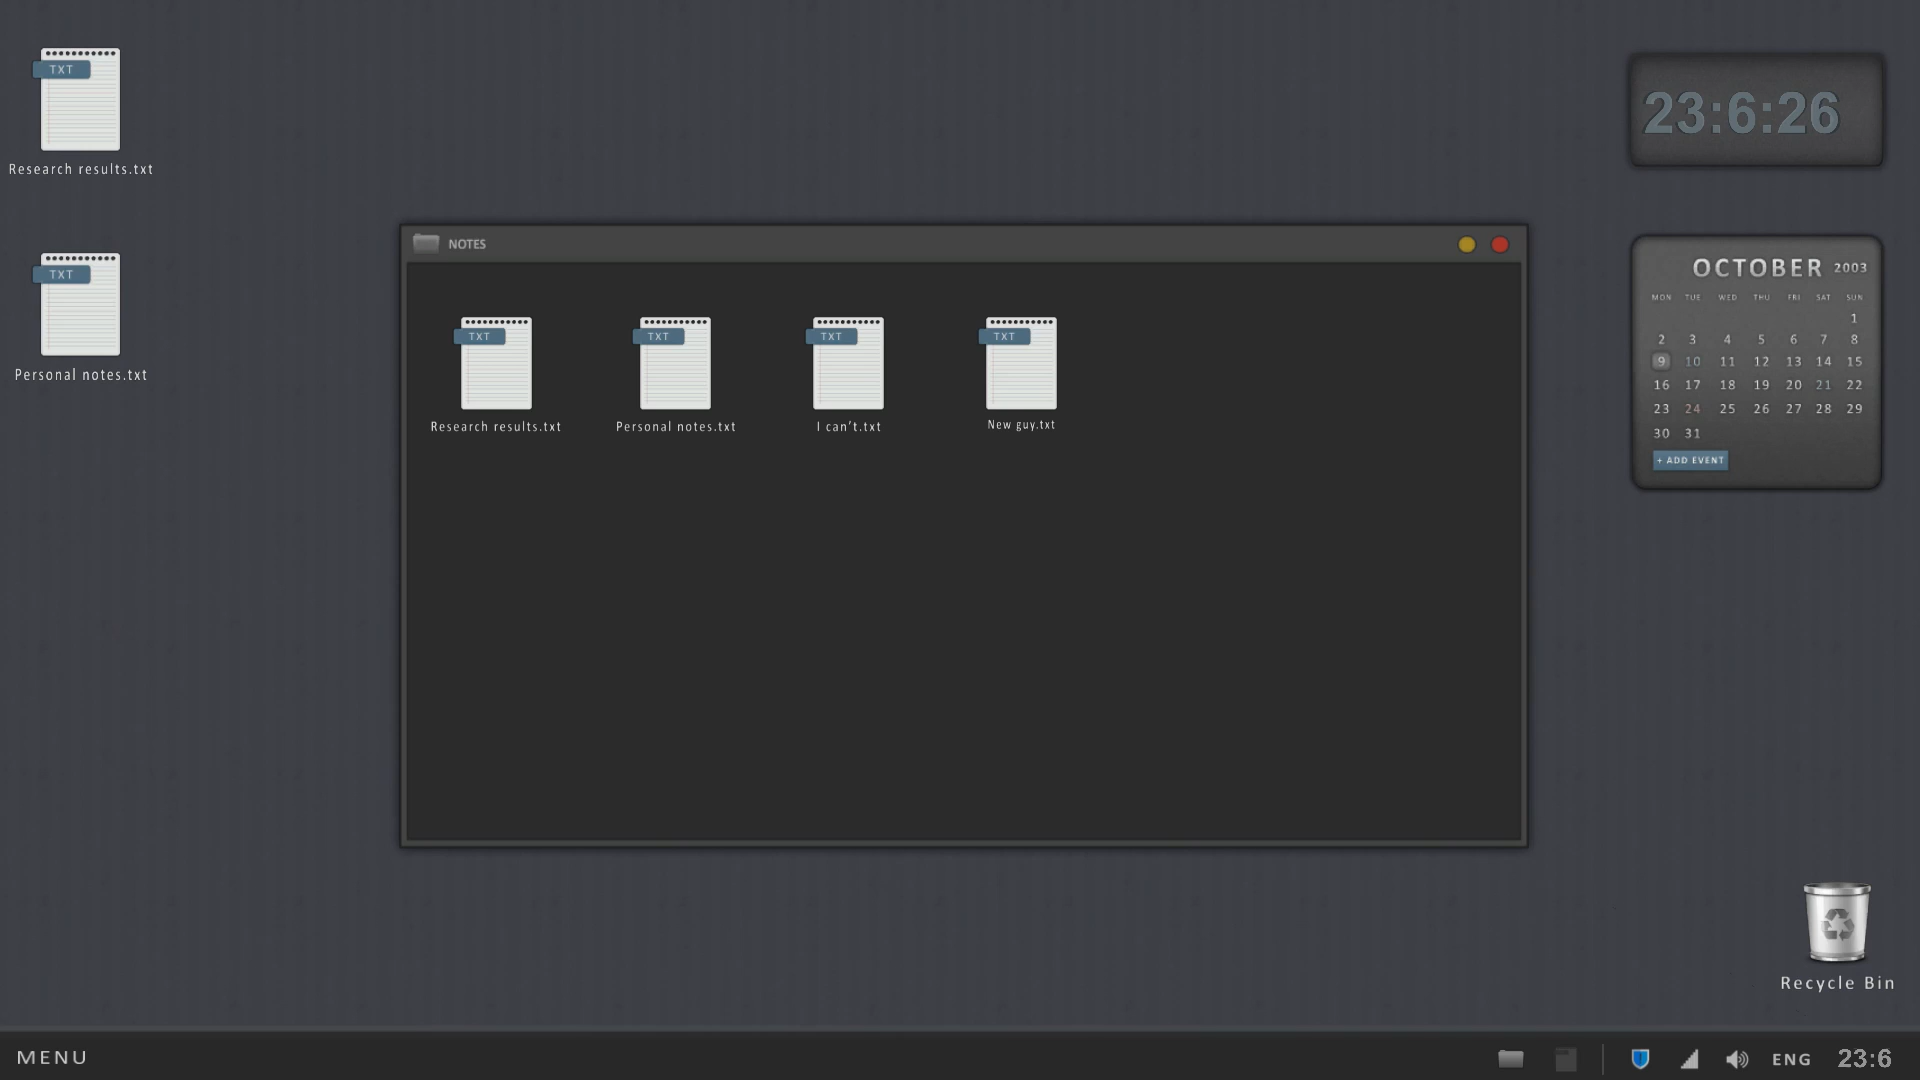 TXT
Research results.txt
TXT
Personal notes.txt
NOTES
TXT
Research results.txt
TXT
Personal notes.txt
TXT
I can't.txt
TXT
New guy.txt
23:6:26
OCTOBER 2003
MON TUE WED THU FRI SAT SUN
1
2 3 4 5 6 7 8
9 10 11 12 13 14 15
16 17 18 19 20 21 22
23 24 25 26 27 28 29
30 31
+ ADD EVENT
Recycle Bin
MENU
ENG
23:6